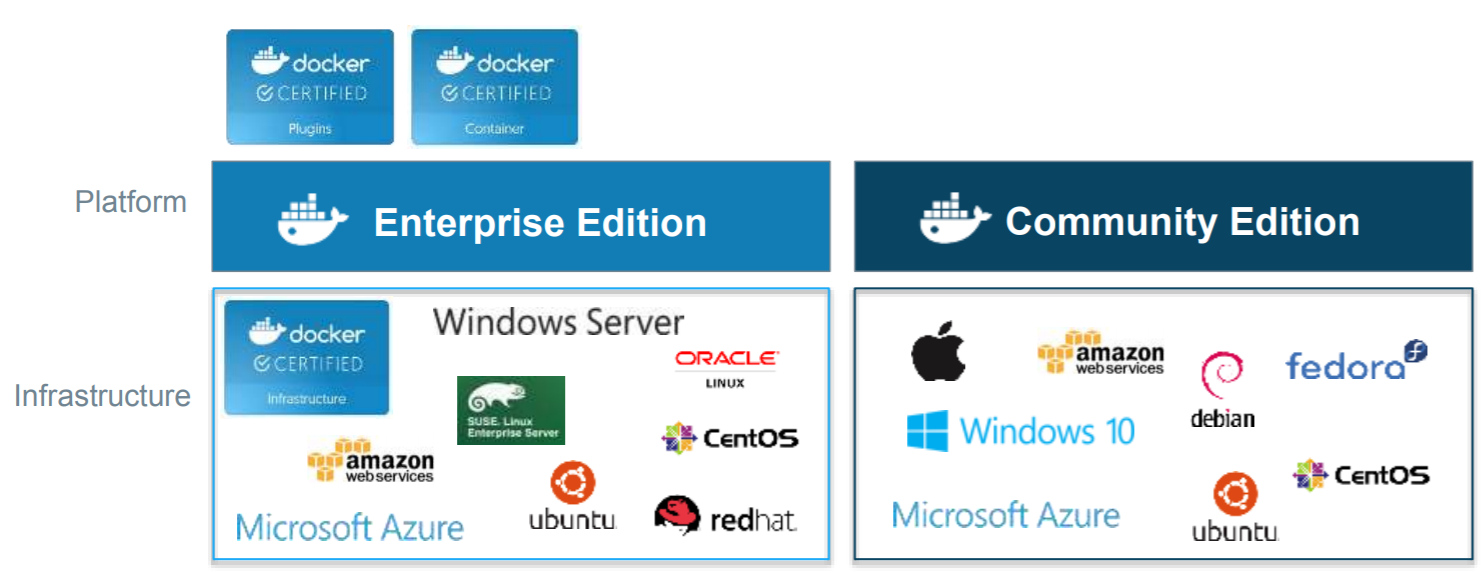 docker
CERTIFIED
Plugins
docker
CERTIFIED
Container
Platform
Enterprise Edition
Community Edition
Infrastructure
docker
CERTIFIED
Infrastructure
Windows Server
ORACLE
LINUX
SUSE. Linux
Enterprise Server
CentOS
amazon
webservices
ubuntu
redhat
Microsoft Azure
amazon
webservices
debian
fedora
Windows 10
CentOS
Microsoft Azure
ubuntu